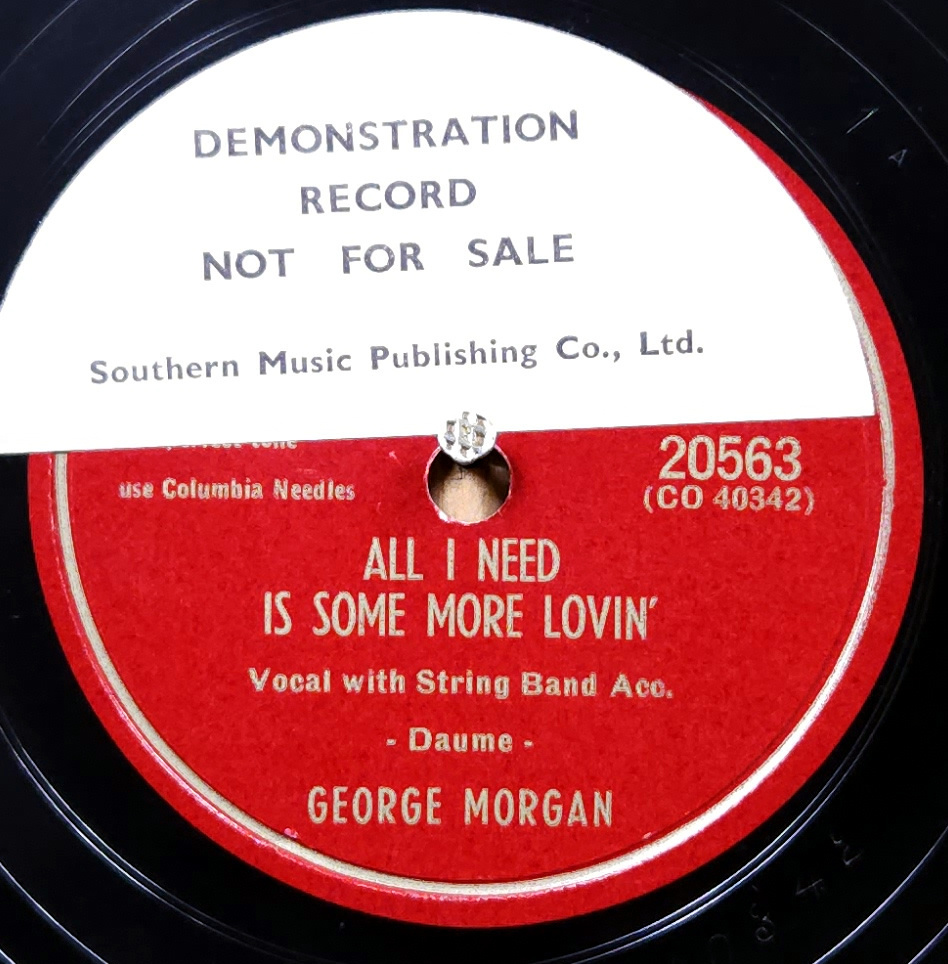 DEMONSTRATION
RECORD
NOT FOR SALE
Southern Music Publishing Co., Ltd.
tone
use Columbia Needles
20563
(CO 40342)
ALL I NEED
IS SOME MORE LOVIN'
Vocal with String Band Acc.
- Daume -
GEORGE MORGAN
A